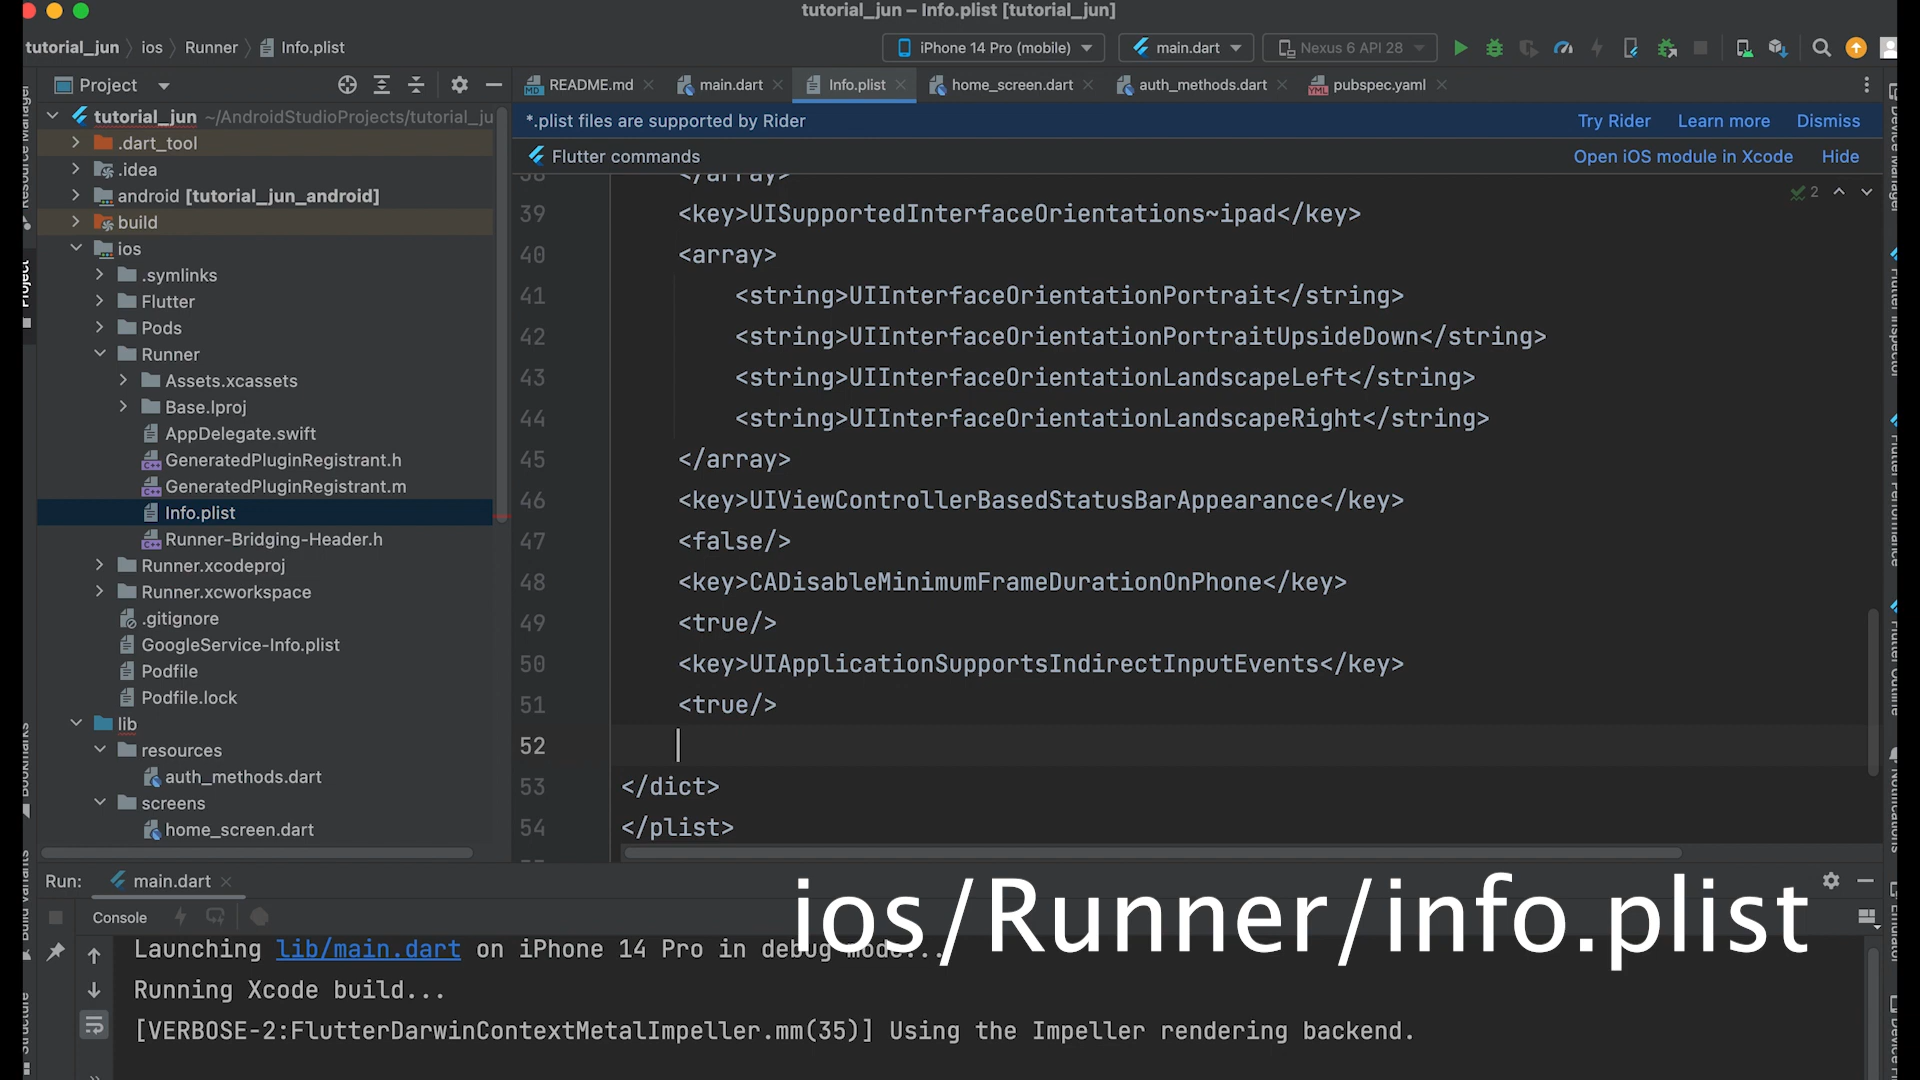 tutorial_jun – Info.plist [tutorial_jun]
tutorial_jun ios Runner Info.plist
iPhone 14 Pro (mobile) main.dart Nexus 6 API 28
Project
README.md main.dart Info.plist home_screen.dart auth_methods.dart pubspec.yaml
tutorial_jun ~/AndroidStudioProjects/tutorial_ju
.dart_tool
.idea
android [tutorial_jun_android]
build
ios
.symlinks
Flutter
Pods
Runner
Assets.xcassets
Base.lproj
AppDelegate.swift
GeneratedPluginRegistrant.h
GeneratedPluginRegistrant.m
Info.plist
Runner-Bridging-Header.h
Runner.xcodeproj
Runner.xcworkspace
.gitignore
GoogleService-Info.plist
Podfile
Podfile.lock
lib
resources
auth_methods.dart
screens
home_screen.dart
*.plist files are supported by Rider Try Rider Learn more Dismiss
Flutter commands Open iOS module in Xcode Hide
38 </array>
2
39 <key>UISupportedInterfaceOrientations~ipad</key>
40 <array>
41 <string>UIInterfaceOrientationPortrait</string>
42 <string>UIInterfaceOrientationPortraitUpsideDown</string>
43 <string>UIInterfaceOrientationLandscapeLeft</string>
44 <string>UIInterfaceOrientationLandscapeRight</string>
45 </array>
46 <key>UIViewControllerBasedStatusBarAppearance</key>
47 <false/>
48 <key>CADisableMinimumFrameDurationOnPhone</key>
49 <true/>
50 <key>UIApplicationSupportsIndirectInputEvents</key>
51 <true/>
52
53 </dict>
54 </plist>
Run: main.dart
Console
ios/Runner/info.plist
Launching lib/main.dart on iPhone 14 Pro in debug mode...
Running Xcode build...
[VERBOSE-2:FlutterDarwinContextMetalImpeller.mm(35)] Using the Impeller rendering backend.